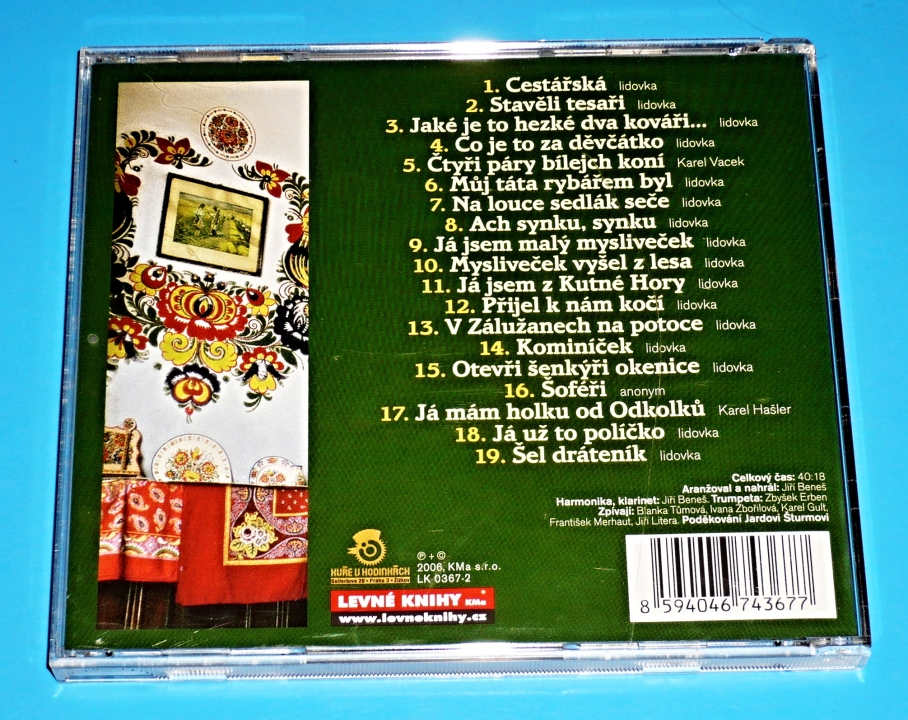 1. Cestářská lidovka
2. Stavěli tesaři lidovka
3. Jaké je to hezké dva kováři... lidovka
4. Co je to za děvčátko lidovka
5. Čtyři páry bílejch koní Karel Vacek
6. Můj táta rybářem byl lidovka
7. Na louce sedlák seče lidovka
8. Ach synku, synku lidovka
9. Já jsem malý mysliveček lidovka
10. Mysliveček vyšel z lesa lidovka
11. Já jsem z Kutné Hory lidovka
12. Přijel k nám kočí lidovka
13. V Zálužanech na potoce lidovka
14. Kominíček lidovka
15. Otevři šenkýři okenice lidovka
16. Šoféři anonym
17. Já mám holku od Odkolků Karel Hašler
18. Já už to políčko lidovka
19. Šel dráteník lidovka
Celkový čas: 40:18
Aranžoval a nahrál: Jiří Beneš
Harmonika, klarinet: Jiří Beneš. Trumpeta: Zbyšek Erben
Zpívají: Blanka Tůmová, Ivana Zbořilová, Karel Gult,
František Merhaut, Jiří Litera. Poděkování Jardovi Šturmovi
KUŘE V HODINKÁCH
Seifertova 26 • Praha 3 • Žižkov
℗ + ©
2006, KMa s.r.o.
LK 0367-2
LEVNÉ KNIHY KMa
www.levneknihy.cz
8 594046 743677